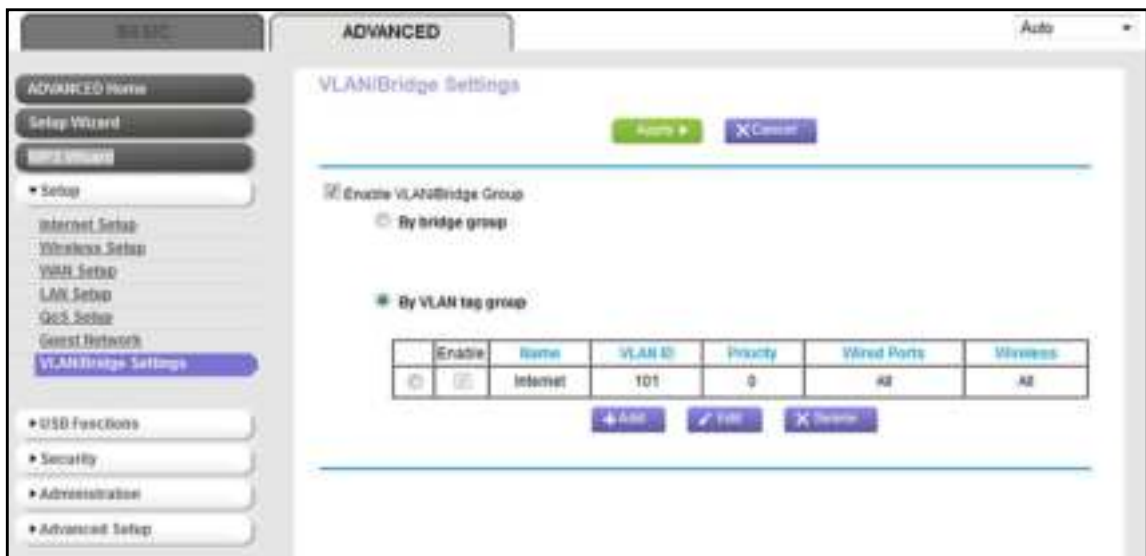 BASIC
ADVANCED
Auto
ADVANCED Home
Setup Wizard
WPS Wizard
Setup
Internet Setup
Wireless Setup
WAN Setup
LAN Setup
QoS Setup
Guest Network
VLAN/Bridge Settings
USB Functions
Security
Administration
Advanced Setup
VLAN/Bridge Settings
Apply
Cancel
Enable VLAN/Bridge Group
By bridge group
By VLAN tag group
Enable Name VLAN ID Priority Wired Ports Wireless
Internet 101 0 All All
Add Edit Delete